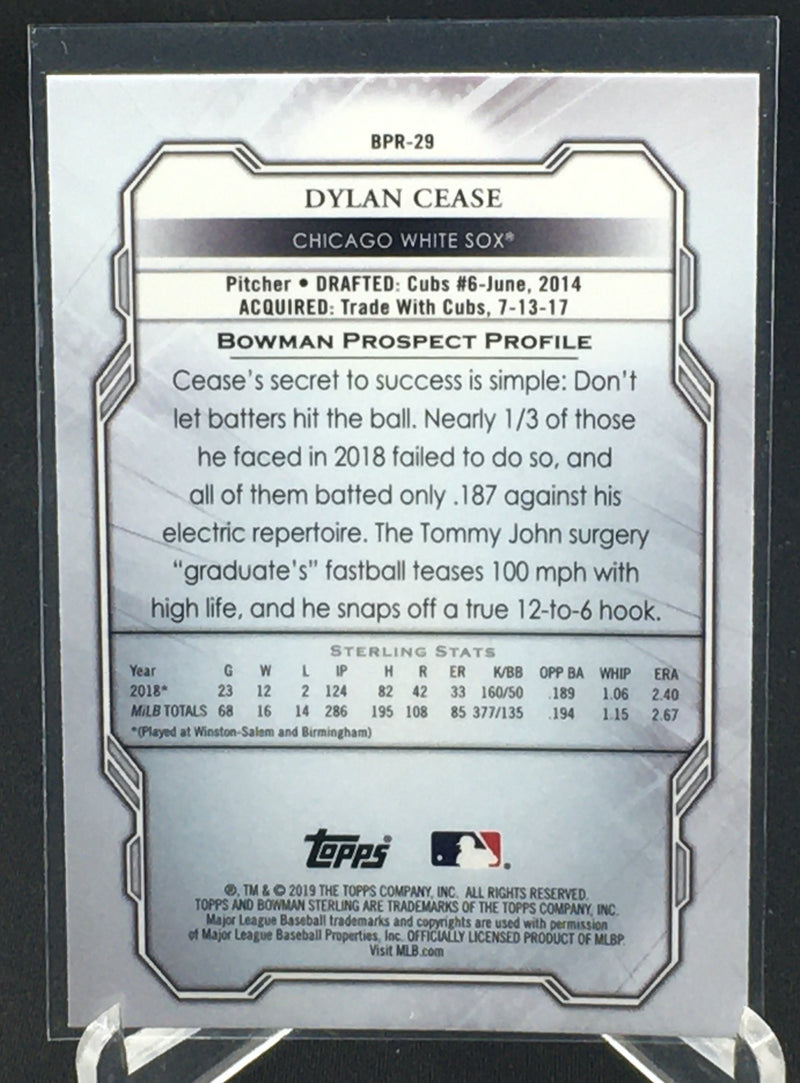 BPR-29
DYLAN CEASE
CHICAGO WHITE SOX®
Pitcher • DRAFTED: Cubs #6-June, 2014
ACQUIRED: Trade With Cubs, 7-13-17
BOWMAN PROSPECT PROFILE
Cease's secret to success is simple: Don't
let batters hit the ball. Nearly 1/3 of those
he faced in 2018 failed to do so, and
all of them batted only .187 against his
electric repertoire. The Tommy John surgery
"graduate's" fastball teases 100 mph with
high life, and he snaps off a true 12-to-6 hook.
STERLING STATS
Year G W L IP H R ER K/BB OPP BA WHIP ERA
2018* 23 12 2 124 82 42 33 160/50 .189 1.06 2.40
MiLB TOTALS 68 16 14 286 195 108 85 377/135 .194 1.15 2.67
*(Played at Winston-Salem and Birmingham)
Topps®
®, TM & © 2019 THE TOPPS COMPANY, INC. ALL RIGHTS RESERVED.
TOPPS AND BOWMAN STERLING ARE TRADEMARKS OF THE TOPPS COMPANY, INC.
Major League Baseball trademarks and copyrights are used with permission
of Major League Baseball Properties, Inc. OFFICIALLY LICENSED PRODUCT OF MLBP.
Visit MLB.com